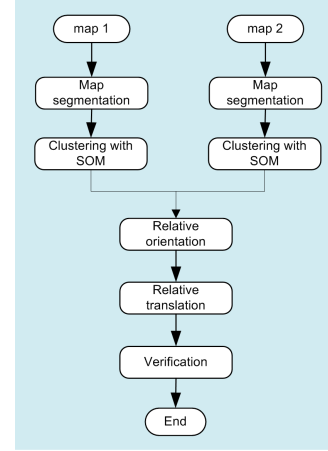 map 1
map 2
Map
segmentation
Map
segmentation
Clustering with
SOM
Clustering with
SOM
Relative
orientation
Relative
translation
Verification
End